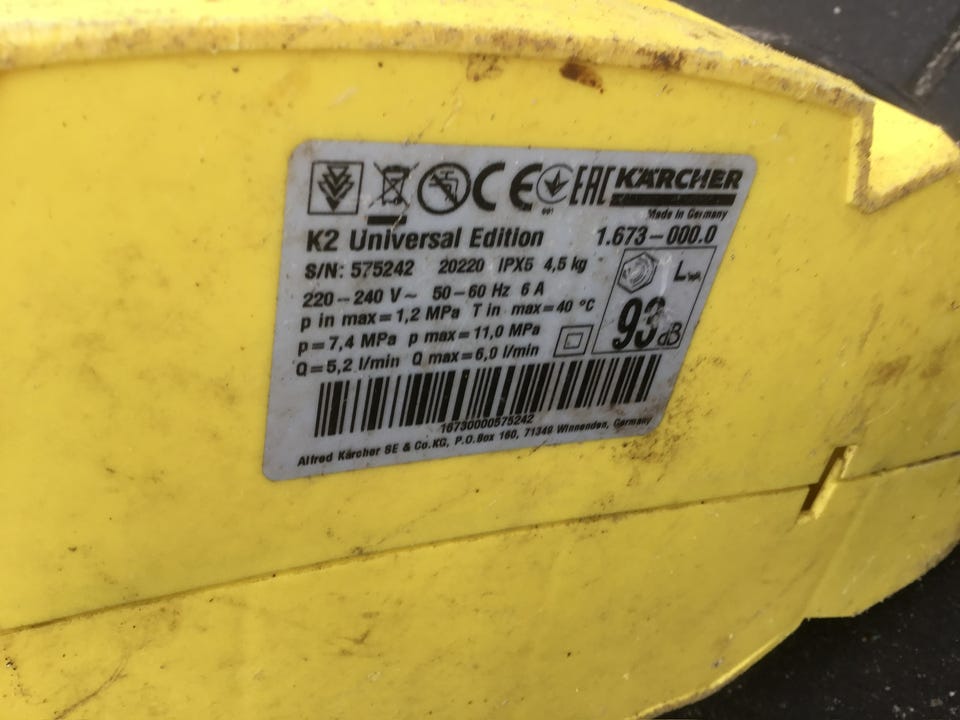 CE 001 EAC KÄRCHER
Made in Germany
K2 Universal Edition 1.673-000.0
S/N: 575242 20220 IPX5 4,5 kg
220-240 V~ 50-60 Hz 6 A
p in max=1,2 MPa T in max=40 °C
p=7,4 MPa p max=11,0 MPa
Q=5,2 l/min Q max=6,0 l/min
LWA
93 dB
16730000575242
Alfred Kärcher SE & Co.KG, P.O.Box 160, 71349 Winnenden, Germany